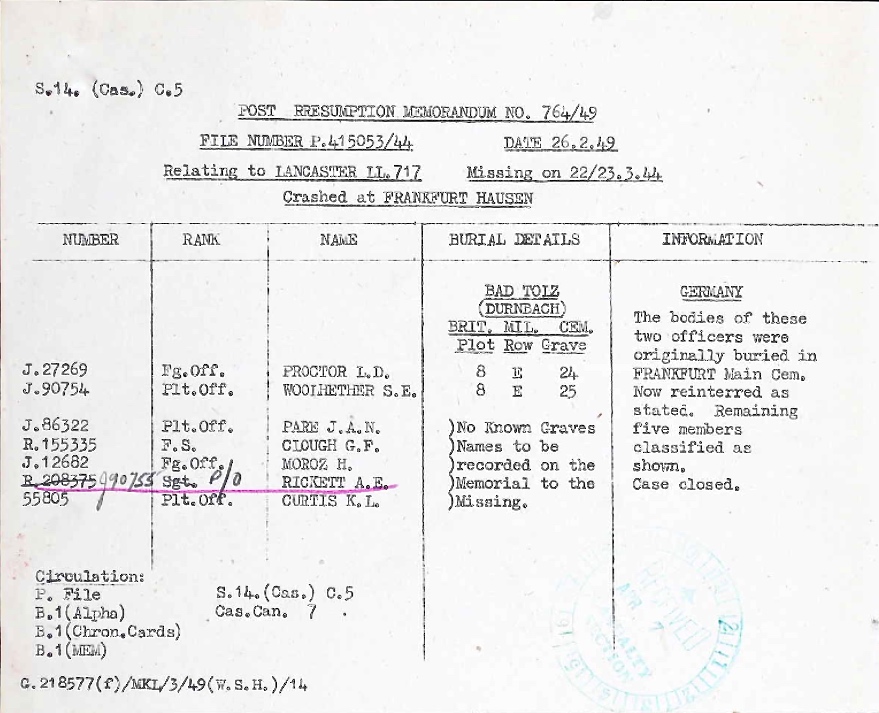 S.14. (Cas.) C.5
POST PRESUMPTION MEMORANDUM NO. 764/49
FILE NUMBER P.415053/44 DATE 26.2.49
Relating to LANCASTER LL.717 Missing on 22/23.3.44
Crashed at FRANKFURT HAUSEN
NUMBER RANK NAME BURIAL DETAILS INFORMATION
BAD TOLZ GERMANY
(DURNBACH) The bodies of these
BRIT. MIL. CEM. two officers were
Plot Row Grave originally buried in
J.27269 Fg.Off. PROCTOR L.D. 8 E 24 FRANKFURT Main Cem.
J.90754 Plt.Off. WOOLHETHER S.E. 8 E 25 Now reinterred as
stated. Remaining
J.86322 Plt.Off. PARE J.A.N. )No Known Graves five members
R.155335 F.S. CLOUGH G.F. )Names to be classified as
J.12682 Fg.Off. MOROZ H. )recorded on the shown.
R.208375 J90755 Sgt. P/O RICKETT A.E. )Memorial to the Case closed.
55805 Plt.Off. CURTIS K.L. )Missing.
Circulation:
P. File S.14.(Cas.) C.5
B.1(Alpha) Cas.Can. 7
B.1(Chron.Cards)
B.1(MEM)
G.218577(f)/MKL/3/49(W.S.H.)/14